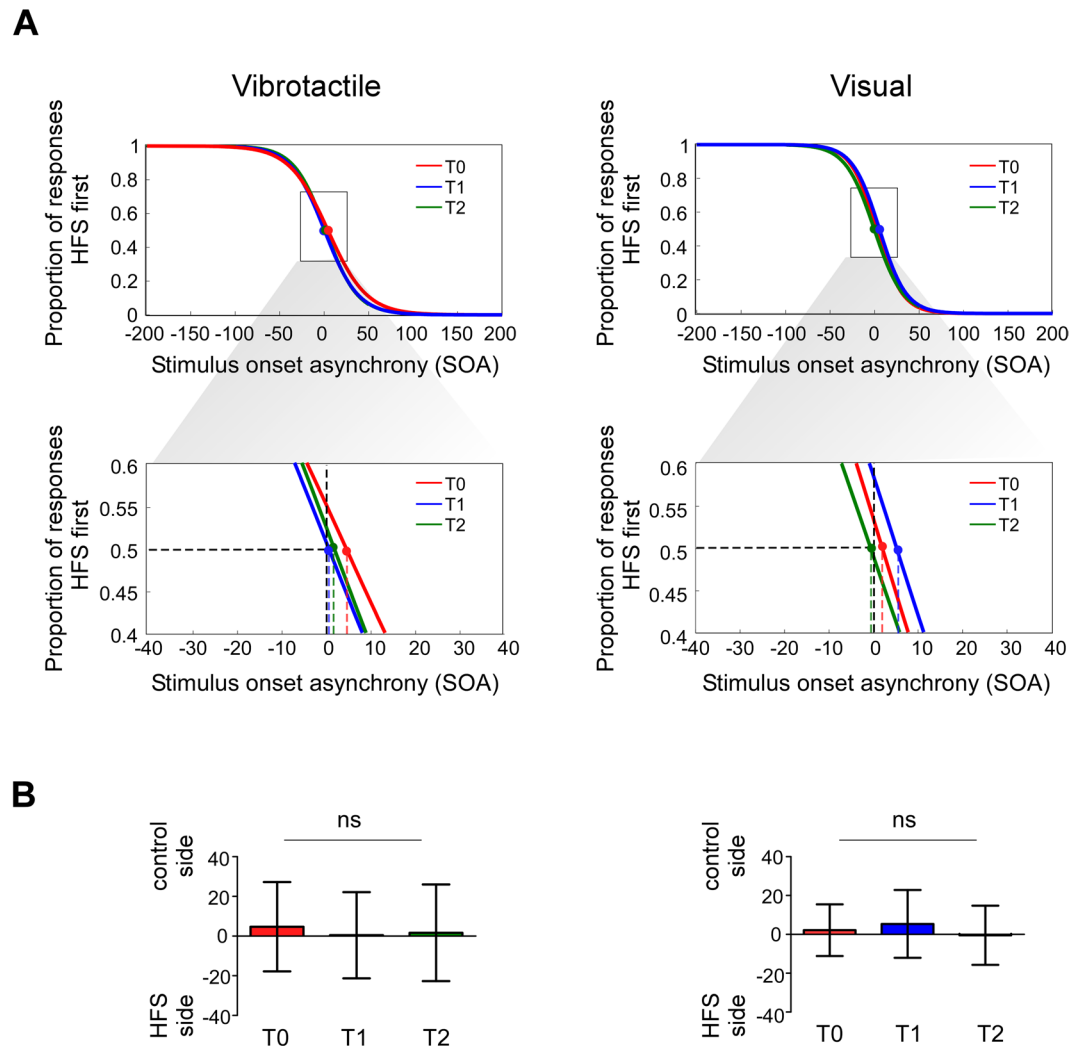 A
Vibrotactile
Visual
Proportion of responses
HFS first
1
0.8
0.6
0.4
0.2
0
T0
T1
T2
-200 -150 -100 -50 0 50 100 150 200
Stimulus onset asynchrony (SOA)
Proportion of responses
HFS first
1
0.8
0.6
0.4
0.2
0
T0
T1
T2
-200 -150 -100 -50 0 50 100 150 200
Stimulus onset asynchrony (SOA)
Proportion of responses
HFS first
0.6
0.55
0.5
0.45
0.4
T0
T1
T2
-40 -30 -20 -10 0 10 20 30 40
Stimulus onset asynchrony (SOA)
Proportion of responses
HFS first
0.6
0.55
0.5
0.45
0.4
T0
T1
T2
-40 -30 -20 -10 0 10 20 30 40
Stimulus onset asynchrony (SOA)
B
ns
control
side
HFS
side
40
20
0
-20
-40
T0 T1 T2
ns
control
side
HFS
side
40
20
0
-20
-40
T0 T1 T2